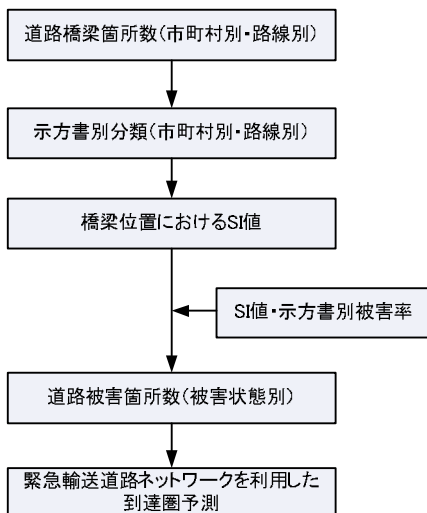 道路橋梁箇所数(市町村別・路線別)
示方書別分類(市町村別・路線別)
橋梁位置におけるSI値
SI値・示方書別被害率
道路被害箇所数(被害状態別)
緊急輸送道路ネットワークを利用した
到達圏予測